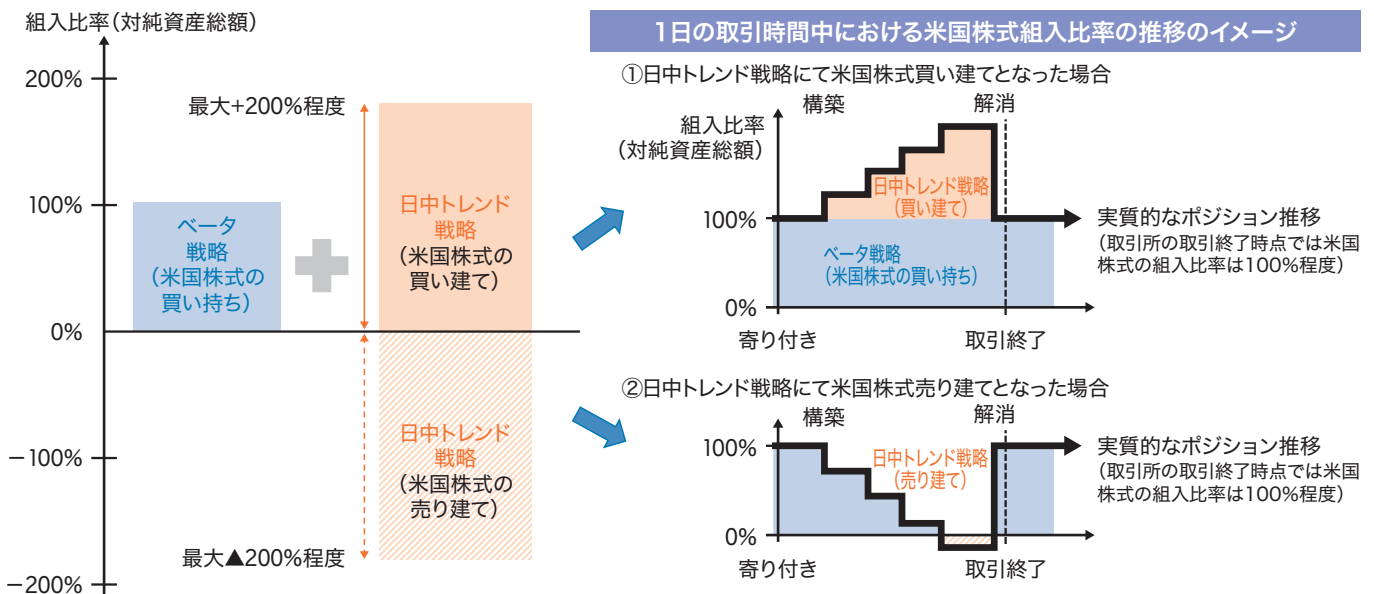 組入比率(対純資産総額)
200%
100%
0%
−100%
−200%
最大+200%程度
ベータ
戦略
(米国株式の
買い持ち)
日中トレンド
戦略
(米国株式の
買い建て)
日中トレンド
戦略
(米国株式の
売り建て)
最大▲200%程度
1日の取引時間中における米国株式組入比率の推移のイメージ
①日中トレンド戦略にて米国株式買い建てとなった場合
構築
解消
組入比率
(対純資産総額)
日中トレンド戦略
(買い建て)
100%
ベータ戦略
(米国株式の買い持ち)
0%
寄り付き
取引終了
実質的なポジション推移
(取引所の取引終了時点では米国
株式の組入比率は100%程度)
②日中トレンド戦略にて米国株式売り建てとなった場合
構築
解消
100%
日中トレンド戦略
(売り建て)
0%
寄り付き
取引終了
実質的なポジション推移
(取引所の取引終了時点では米国
株式の組入比率は100%程度)